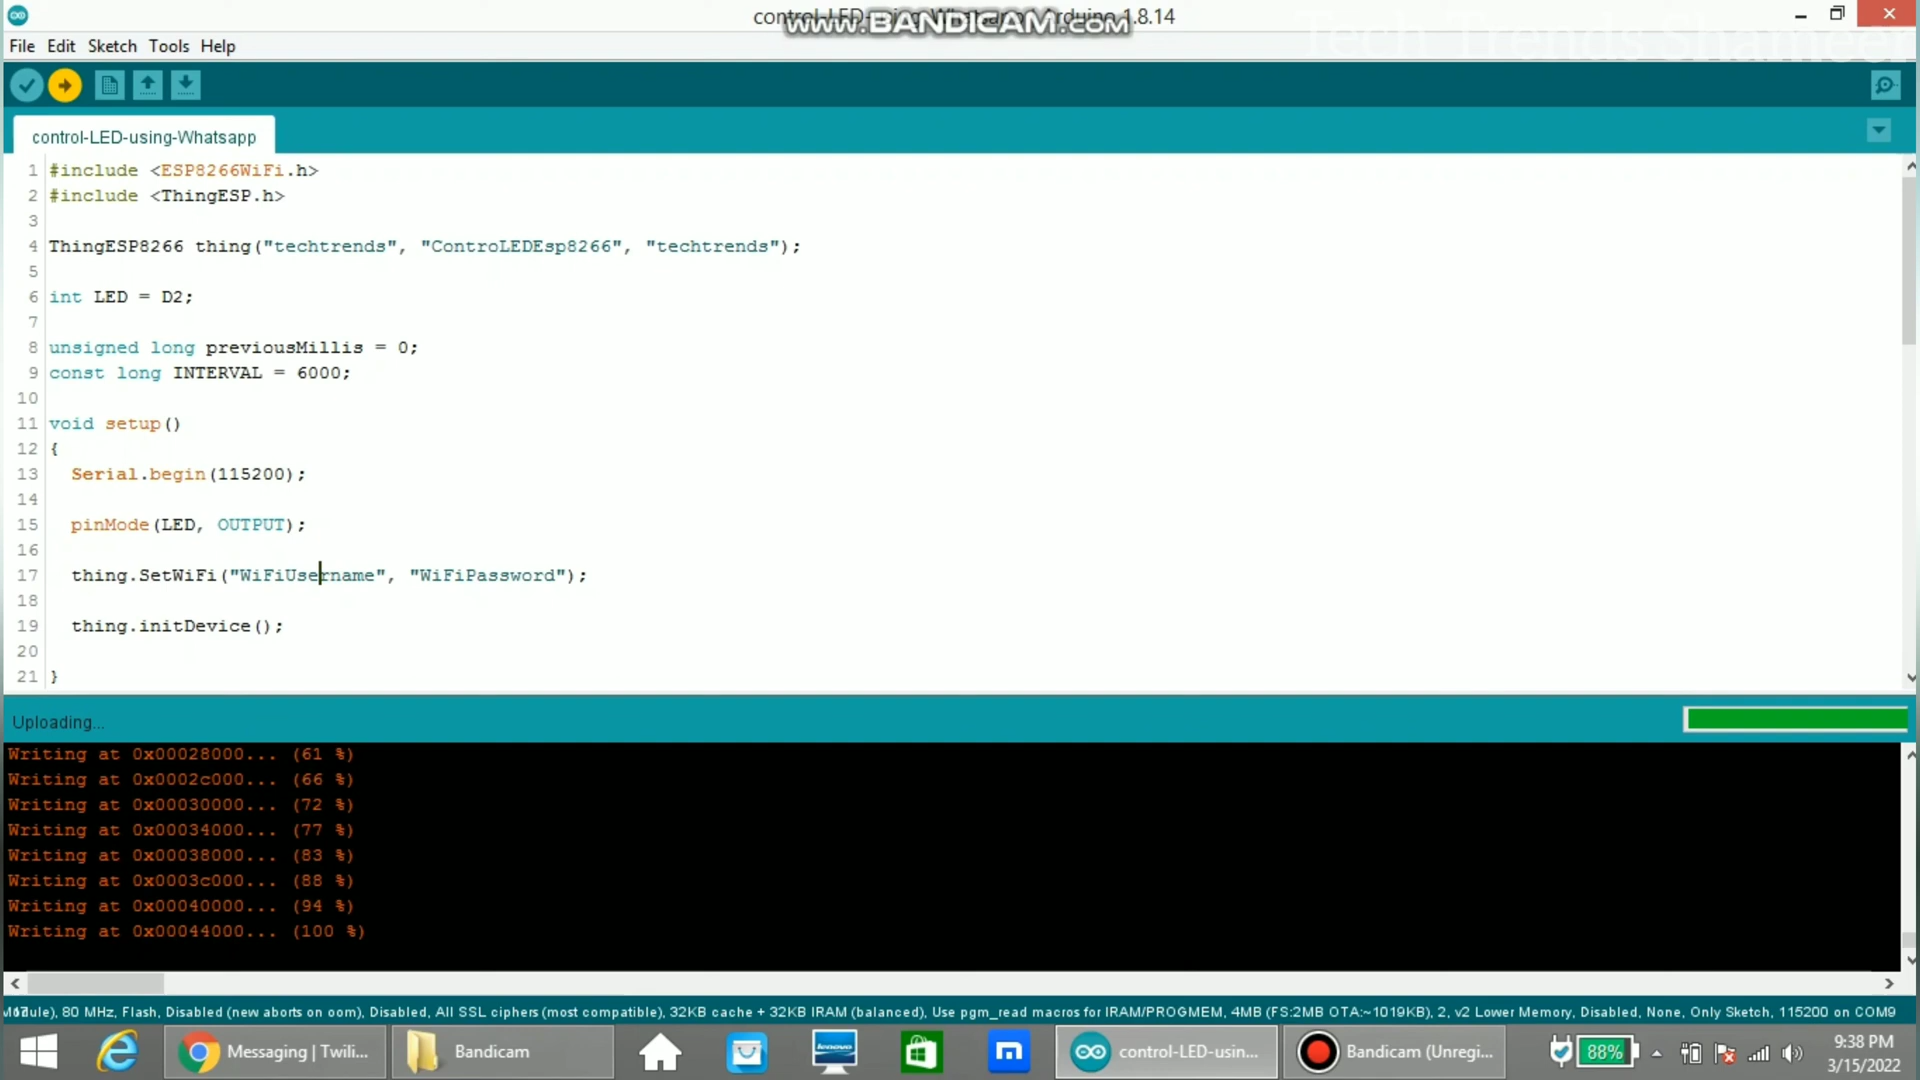 control-LED-using-Whatsapp | Arduino 1.8.14
www.BANDICAM.com
Tech Trends Shameer
File Edit Sketch Tools Help
control-LED-using-Whatsapp
1 #include <ESP8266WiFi.h>
2 #include <ThingESP.h>
3
4 ThingESP8266 thing("techtrends", "ControLEDEsp8266", "techtrends");
5
6 int LED = D2;
7
8 unsigned long previousMillis = 0;
9 const long INTERVAL = 6000;
10
11 void setup()
12 {
13 Serial.begin(115200);
14
15 pinMode(LED, OUTPUT);
16
17 thing.SetWiFi("WiFiUsername", "WiFiPassword");
18
19 thing.initDevice();
20
21 }
Uploading...
Writing at 0x00028000... (61 %)
Writing at 0x0002c000... (66 %)
Writing at 0x00030000... (72 %)
Writing at 0x00034000... (77 %)
Writing at 0x00038000... (83 %)
Writing at 0x0003c000... (88 %)
Writing at 0x00040000... (94 %)
Writing at 0x00044000... (100 %)
80 MHz, Flash, Disabled (new aborts on oom), Disabled, All SSL ciphers (most compatible), 32KB cache + 32KB IRAM (balanced), Use pgm_read macros for IRAM/PROGMEM, 4MB (FS:2MB OTA:~1019KB), 2, v2 Lower Memory, Disabled, None, Only Sketch, 115200 on COM9
Messaging | Twili...
Bandicam
lenovo
control-LED-usin...
Bandicam (Unregi...
88%
9:38 PM
3/15/2022